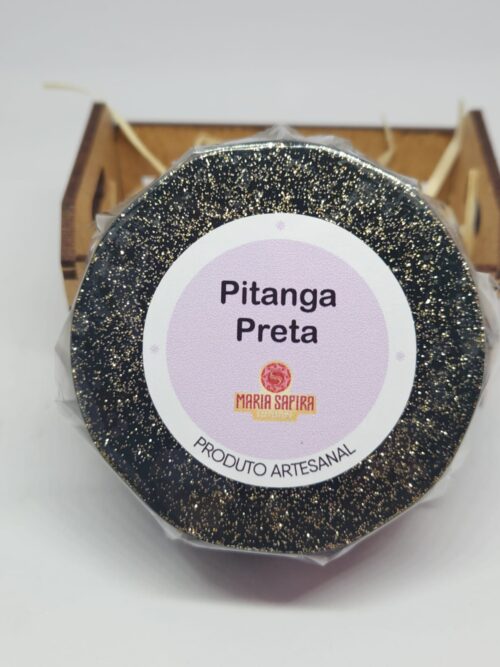 Pitanga
Preta
MARIA SAFIRA
PRODUTO ARTESANAL